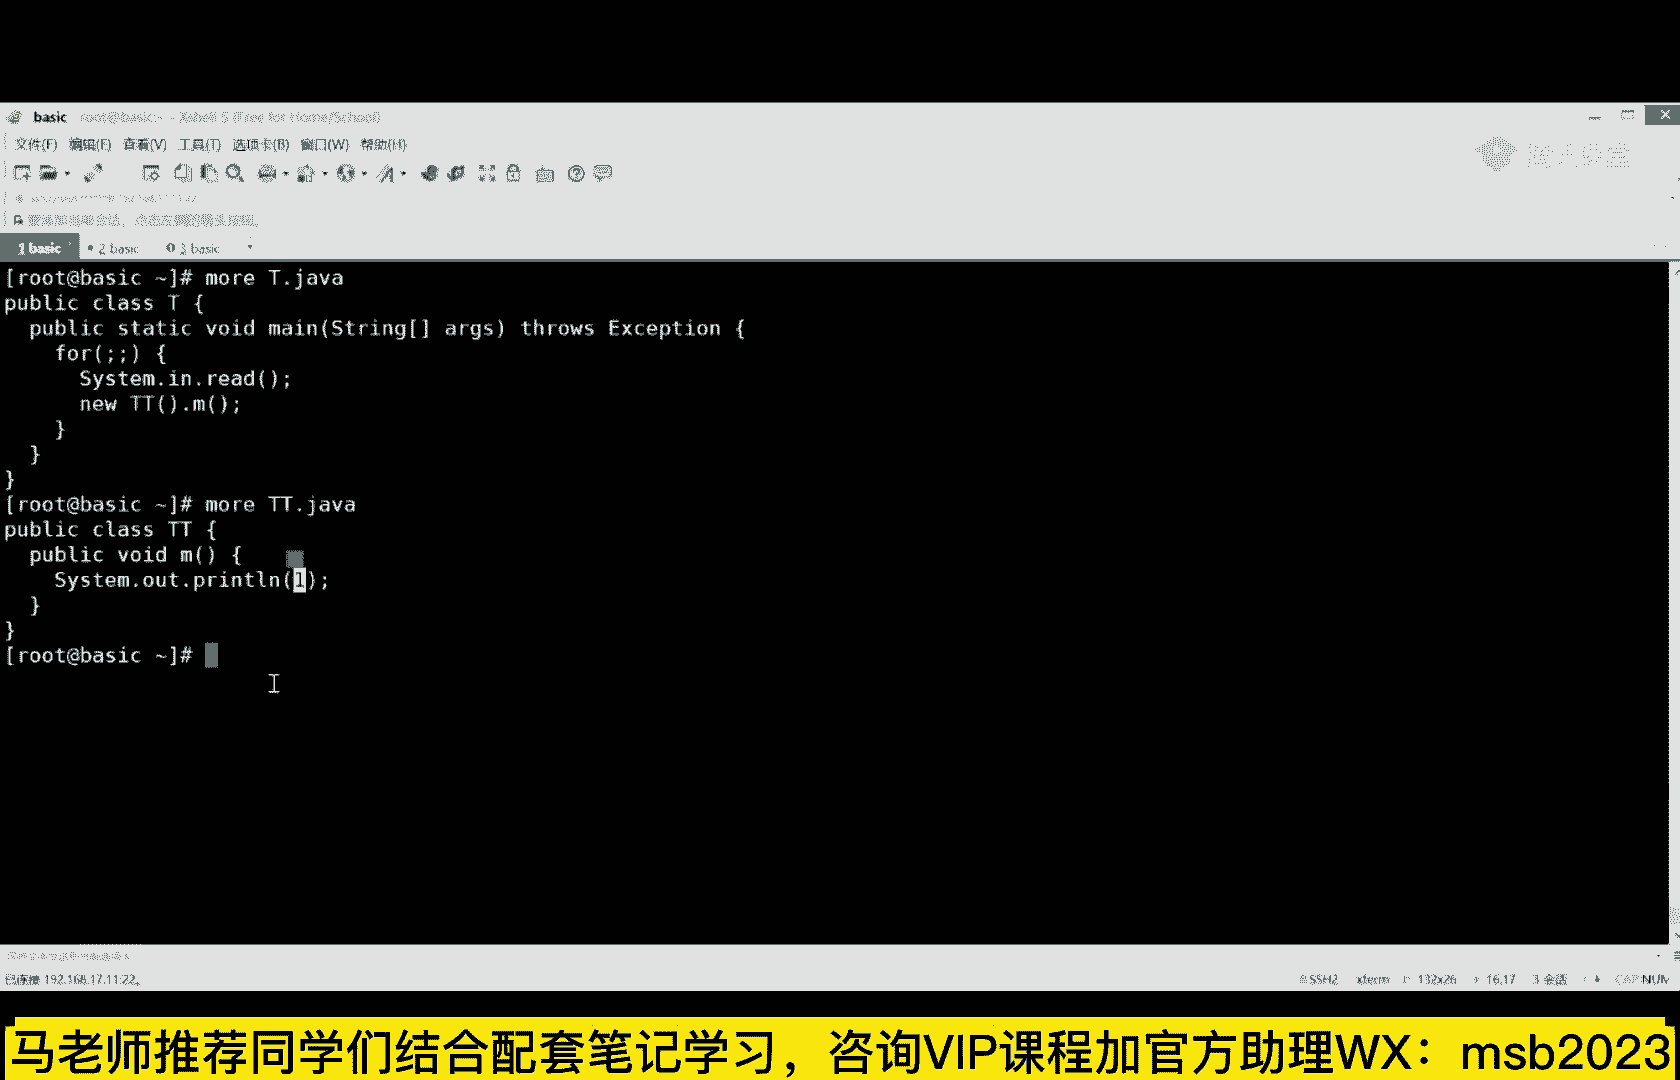 basic root@basic:~ - Xshell 5 (Free for Home/School)
文件(F) 编辑(E) 查看(V) 工具(T) 选项卡(B) 窗口(W) 帮助(H)
1 basic 2 basic 3 basic
[root@basic ~]# more T.java
public class T {
  public static void main(String[] args) throws Exception {
    for(;;) {
      System.in.read();
      new TT().m();
    }
  }
}
[root@basic ~]# more TT.java
public class TT {
  public void m() {
    System.out.println(1);
  }
}
[root@basic ~]#
已连接 192.168.17.11:22。 SSH2 xterm 132x26 16,17 3 会话 CAP NUM
马老师推荐同学们结合配套笔记学习，咨询VIP课程加官方助理WX：msb2023